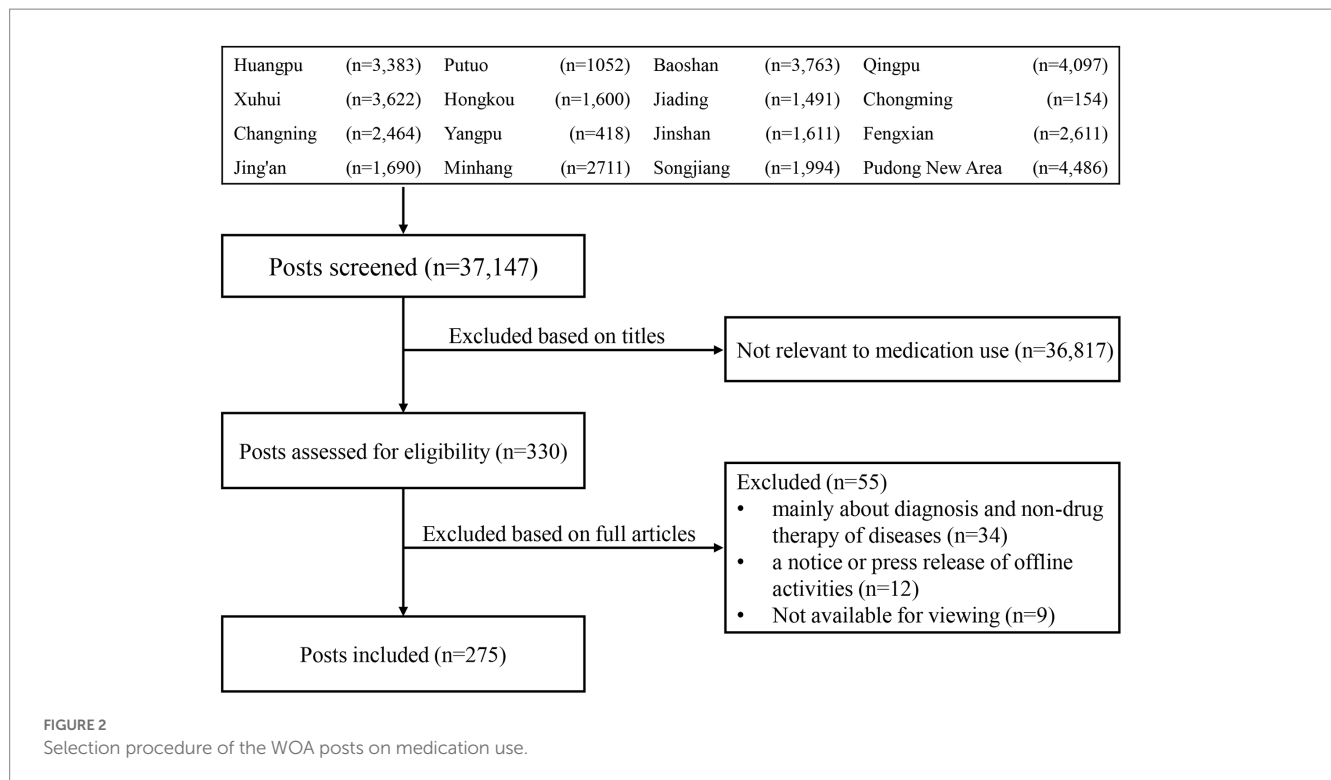 Huangpu (n=3,383) Putuo (n=1052) Baoshan (n=3,763) Qingpu (n=4,097)
Xuhui (n=3,622) Hongkou (n=1,600) Jiading (n=1,491) Chongming (n=154)
Changning (n=2,464) Yangpu (n=418) Jinshan (n=1,611) Fengxian (n=2,611)
Jing'an (n=1,690) Minhang (n=2711) Songjiang (n=1,994) Pudong New Area (n=4,486)
Posts screened (n=37,147)
Excluded based on titles
Not relevant to medication use (n=36,817)
Posts assessed for eligibility (n=330)
Excluded based on full articles
Excluded (n=55)
• mainly about diagnosis and non-drug
therapy of diseases (n=34)
• a notice or press release of offline
activities (n=12)
• Not available for viewing (n=9)
Posts included (n=275)
FIGURE 2
Selection procedure of the WOA posts on medication use.